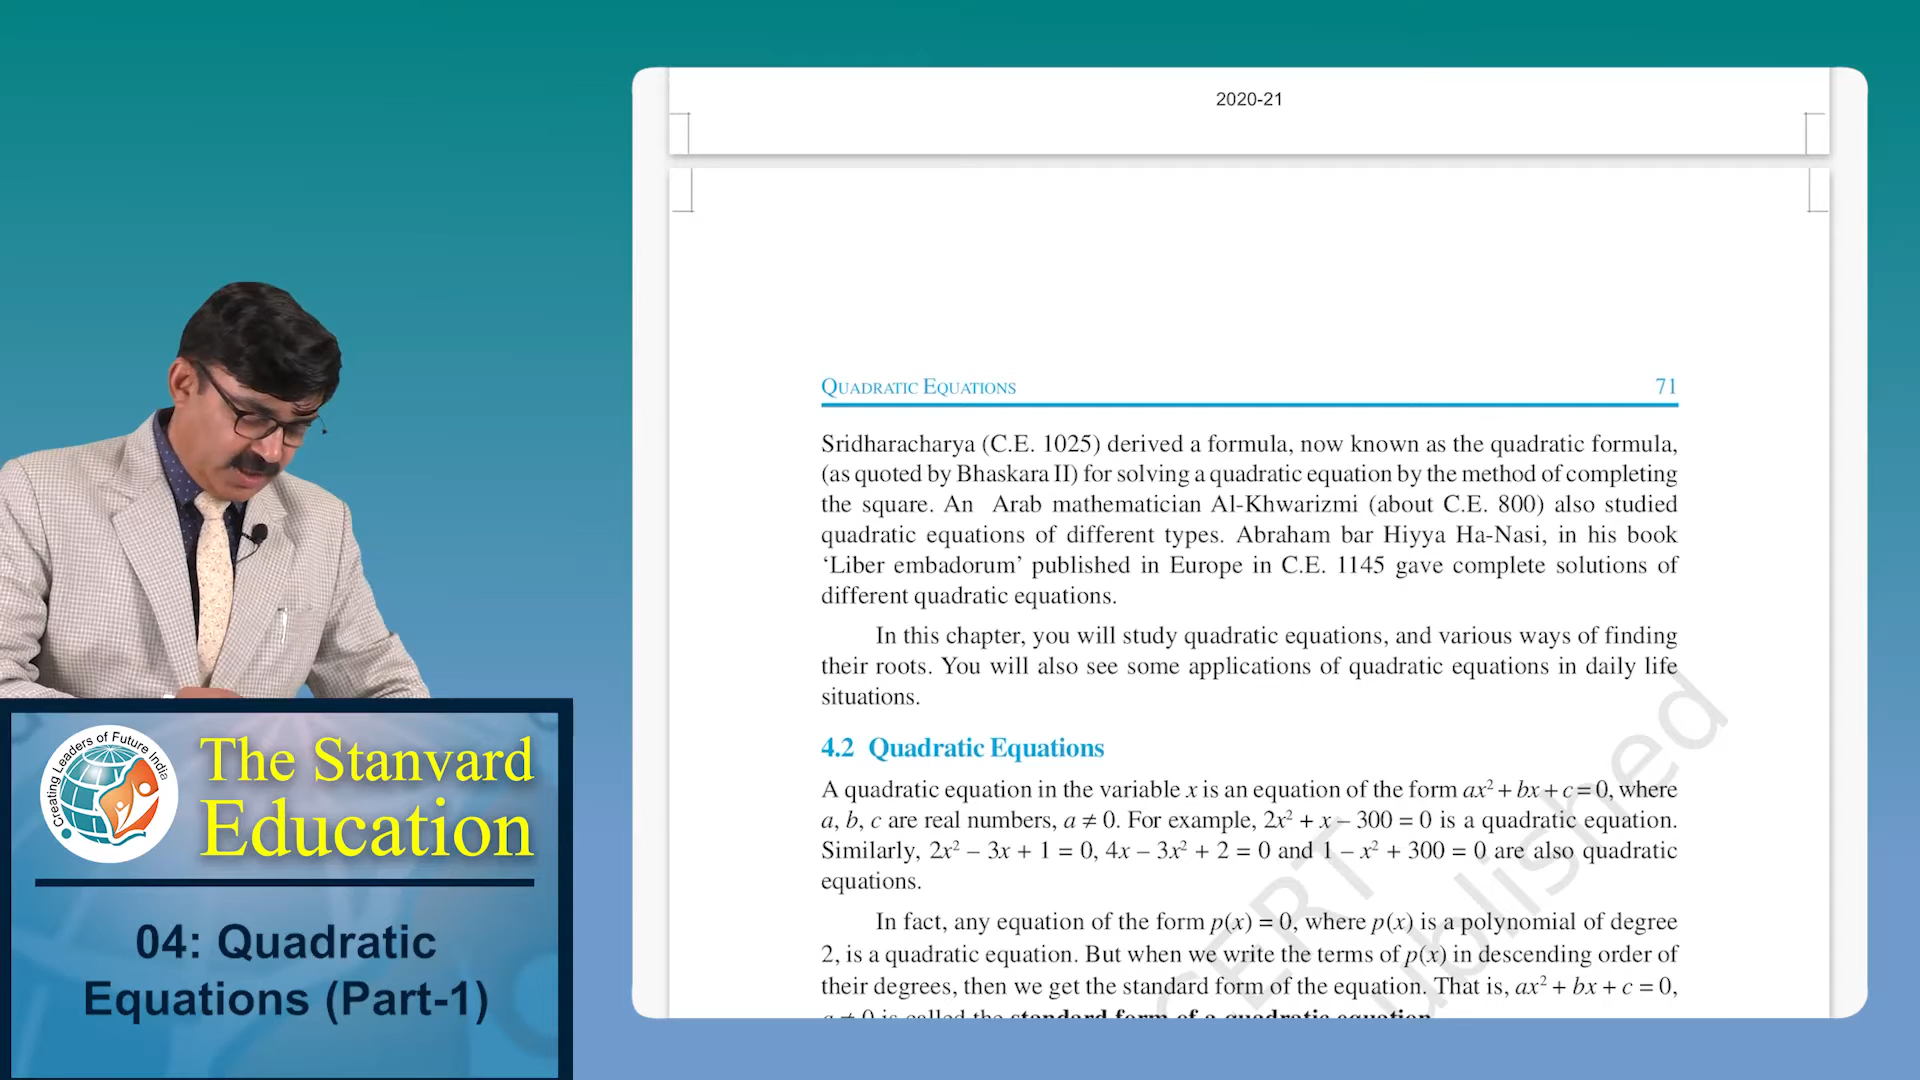 2020-21
QUADRATIC EQUATIONS 71
Sridharacharya (C.E. 1025) derived a formula, now known as the quadratic formula,
(as quoted by Bhaskara II) for solving a quadratic equation by the method of completing
the square. An Arab mathematician Al-Khwarizmi (about C.E. 800) also studied
quadratic equations of different types. Abraham bar Hiyya Ha-Nasi, in his book
‘Liber embadorum’ published in Europe in C.E. 1145 gave complete solutions of
different quadratic equations.
In this chapter, you will study quadratic equations, and various ways of finding
their roots. You will also see some applications of quadratic equations in daily life
situations.
4.2 Quadratic Equations
A quadratic equation in the variable x is an equation of the form ax² + bx + c = 0, where
a, b, c are real numbers, a ≠ 0. For example, 2x² + x – 300 = 0 is a quadratic equation.
Similarly, 2x² – 3x + 1 = 0, 4x – 3x² + 2 = 0 and 1 – x² + 300 = 0 are also quadratic
equations.
In fact, any equation of the form p(x) = 0, where p(x) is a polynomial of degree
2, is a quadratic equation. But when we write the terms of p(x) in descending order of
their degrees, then we get the standard form of the equation. That is, ax² + bx + c = 0,
a ≠ 0 is called the standard form of a quadratic equation.
Creating Leaders of Future India
The Stanvard
Education
04: Quadratic
Equations (Part-1)